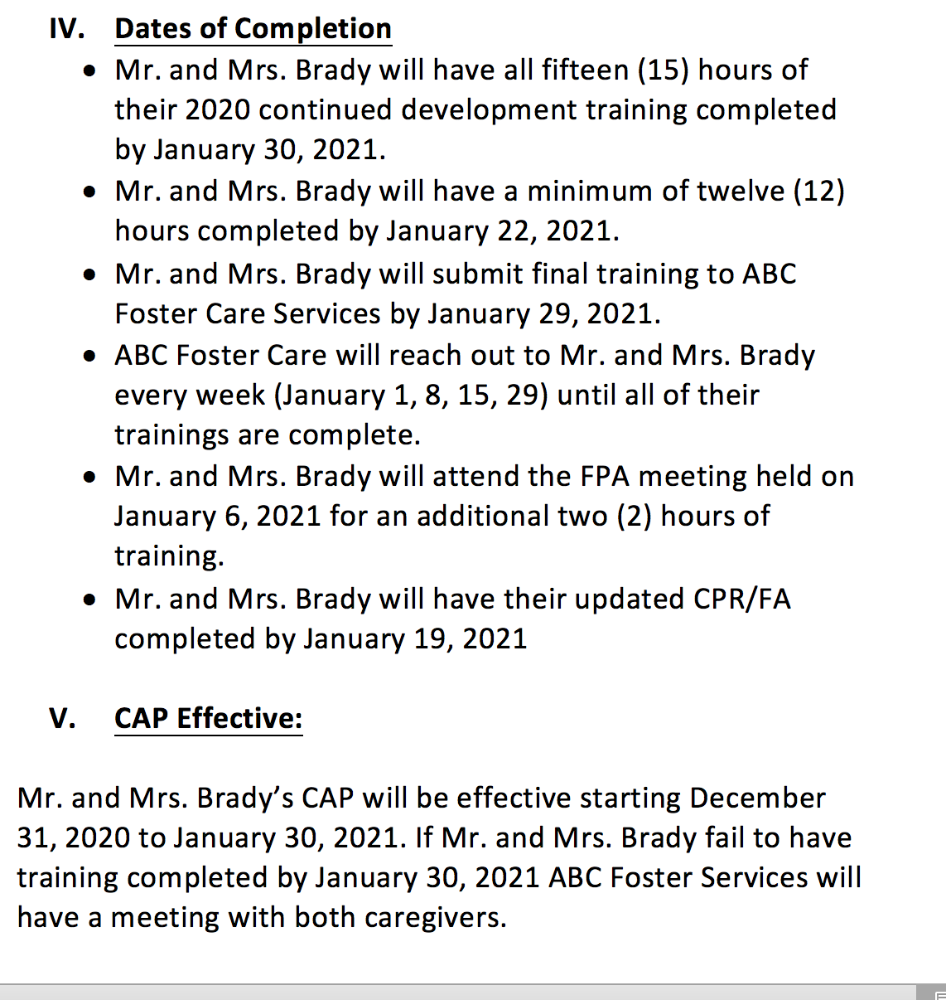 IV. Dates of Completion
• Mr. and Mrs. Brady will have all fifteen (15) hours of
their 2020 continued development training completed
by January 30, 2021.
• Mr. and Mrs. Brady will have a minimum of twelve (12)
hours completed by January 22, 2021.
• Mr. and Mrs. Brady will submit final training to ABC
Foster Care Services by January 29, 2021.
• ABC Foster Care will reach out to Mr. and Mrs. Brady
every week (January 1, 8, 15, 29) until all of their
trainings are complete.
• Mr. and Mrs. Brady will attend the FPA meeting held on
January 6, 2021 for an additional two (2) hours of
training.
• Mr. and Mrs. Brady will have their updated CPR/FA
completed by January 19, 2021
V. CAP Effective:
Mr. and Mrs. Brady’s CAP will be effective starting December
31, 2020 to January 30, 2021. If Mr. and Mrs. Brady fail to have
training completed by January 30, 2021 ABC Foster Services will
have a meeting with both caregivers.